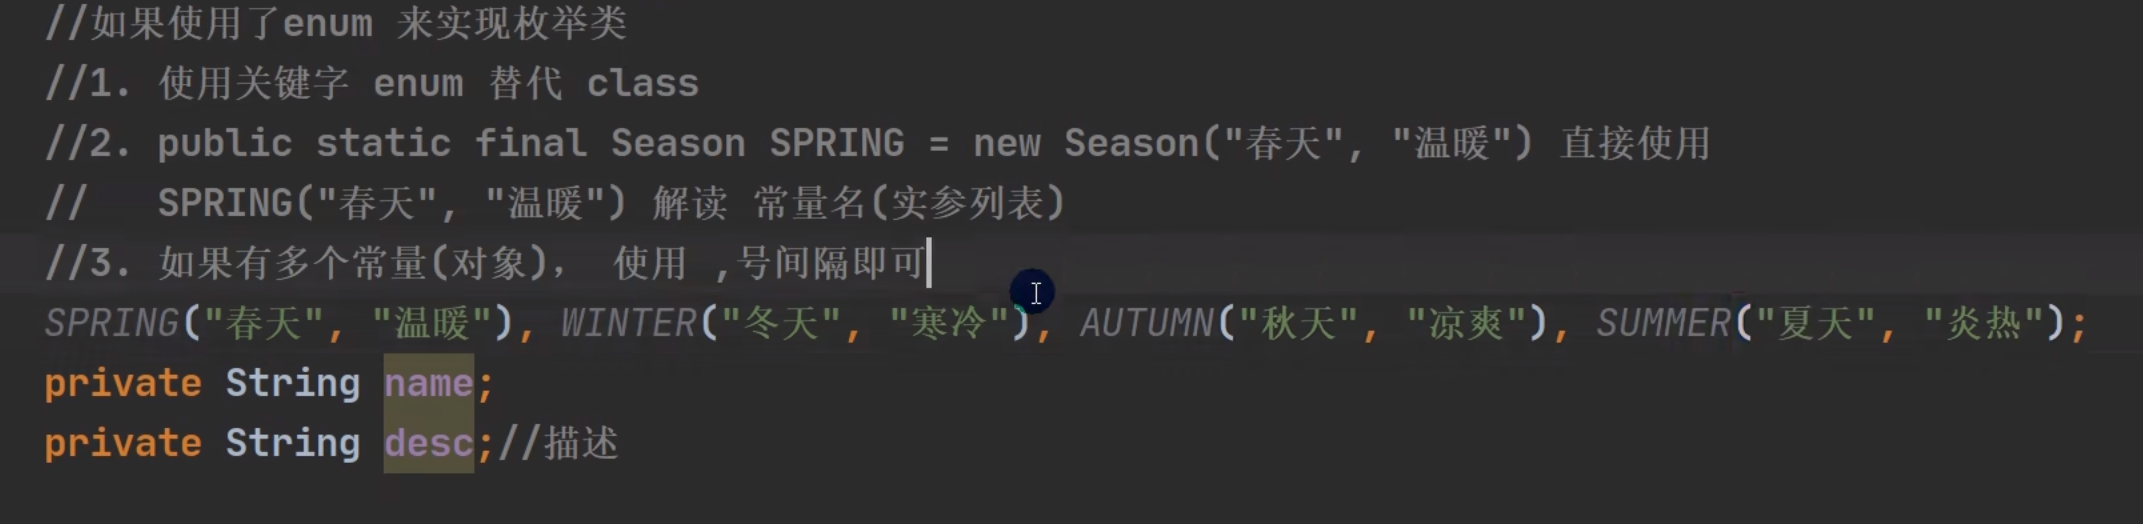 //如果使用了enum 来实现枚举类
//1. 使用关键字 enum 替代 class
//2. public static final Season SPRING = new Season("春天", "温暖") 直接使用
//   SPRING("春天", "温暖") 解读 常量名(实参列表)
//3. 如果有多个常量(对象)， 使用 ,号间隔即可
SPRING("春天", "温暖"), WINTER("冬天", "寒冷"), AUTUMN("秋天", "凉爽"), SUMMER("夏天", "炎热");
private String name;
private String desc;//描述